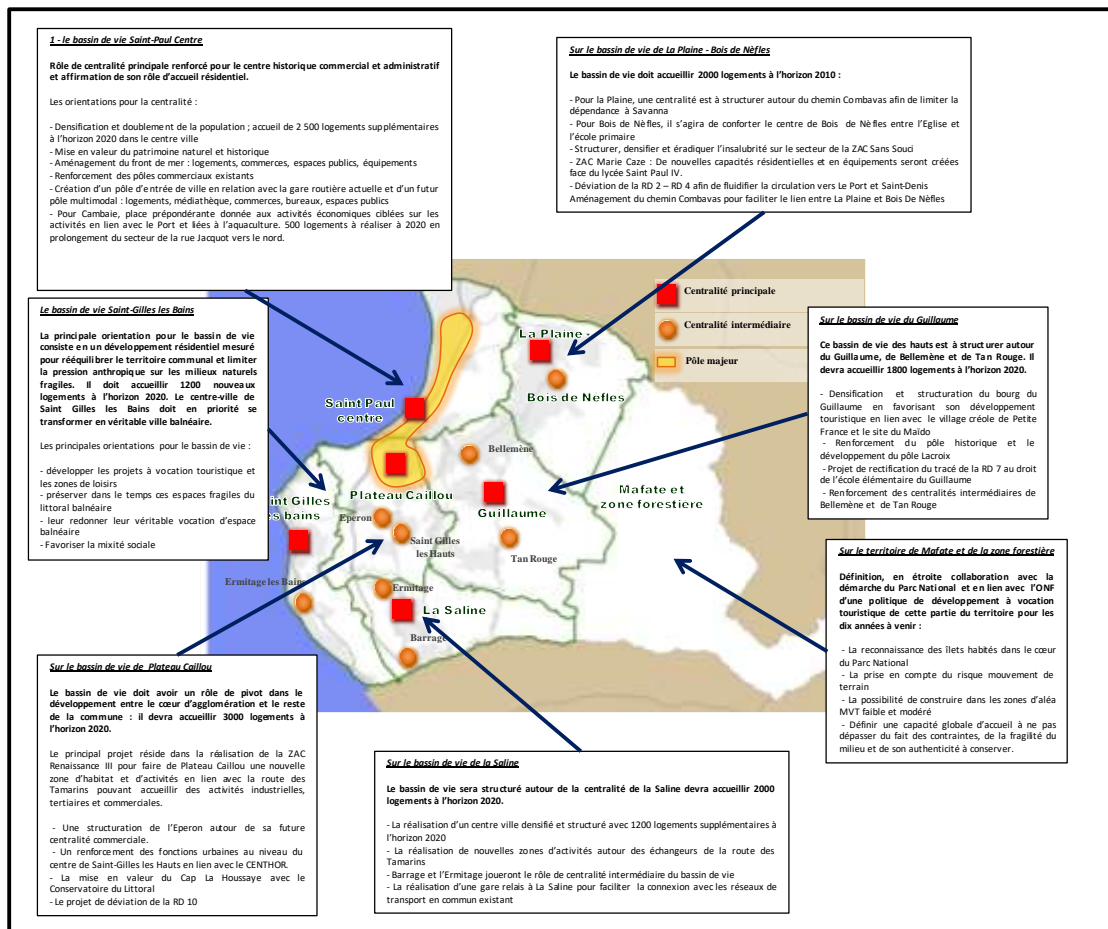 1 - le bassin de vie Saint-Paul Centre
Rôle de centralité principale renforcé pour le centre historique commercial et administratif
et affirmation de son rôle d'accueil résidentiel.
Les orientations pour la centralité :
- Densification et doublement de la population ; accueil de 2 500 logements supplémentaires
à l'horizon 2020 dans le centre ville
- Mise en valeur du patrimoine naturel et historique
- Aménagement du front de mer : logements, commerces, espaces publics, équipements
- Renforcement des pôles commerciaux existants
- Création d'un pôle d'entrée de ville en relation avec la gare routière actuelle et d'un futur
pôle multimodal : logements, médiathèque, commerces, bureaux, espaces publics
- Pour Cambaie, place prépondérante donnée aux activités économiques ciblées sur les
activités en lien avec le Port et liées à l'aquaculture. 500 logements à réaliser à 2020 en
prolongement du secteur de la rue Jacquot vers le nord.
Sur le bassin de vie de La Plaine - Bois de Nèfles
Le bassin de vie doit accueillir 2000 logements à l'horizon 2010 :
- Pour la Plaine, une centralité est à structurer autour du chemin Combavas afin de limiter la
dépendance à Savanna
- Pour Bois de Nèfles, il s'agira de conforter le centre de Bois de Nèfles entre l'Eglise et
l'école primaire
- Structurer, densifier et éradiquer l'insalubrité sur le secteur de la ZAC Sans Souci
- ZAC Marie Caze : De nouvelles capacités résidentielles et en équipements seront créées
face du lycée Saint Paul IV.
- Déviation de la RD 2 – RD 4 afin de fluidifier la circulation vers Le Port et Saint-Denis
Aménagement du chemin Combavas pour faciliter le lien entre La Plaine et Bois De Nèfles
Centralité principale
Centralité intermédiaire
Pôle majeur
Le bassin de vie Saint-Gilles les Bains
La principale orientation pour le bassin de vie
consiste en un développement résidentiel mesuré
pour rééquilibrer le territoire communal et limiter
la pression anthropique sur les milieux naturels
fragiles. Il doit accueillir 1200 nouveaux
logements à l'horizon 2020. Le centre-ville de
Saint Gilles les Bains doit en priorité se
transformer en véritable ville balnéaire.
Les principales orientations pour le bassin de vie :
- développer les projets à vocation touristique et
les zones de loisirs
- préserver dans le temps ces espaces fragiles du
littoral balnéaire
- leur redonner leur véritable vocation d'espace
balnéaire
- Favoriser la mixité sociale
Sur le bassin de vie du Guillaume
Ce bassin de vie des hauts est à structurer autour
du Guillaume, de Bellemène et de Tan Rouge. Il
devra accueillir 1800 logements à l'horizon 2020.
- Densification et structuration du bourg du
Guillaume en favorisant son développement
touristique en lien avec le village créole de Petite
France et le site du Maïdo
- Renforcement du pôle historique et le
développement du pôle Lacroix
- Projet de rectification du tracé de la RD 7 au droit
de l'école élémentaire du Guillaume
- Renforcement des centralités intermédiaires de
Bellemène et de Tan Rouge
La Plaine -
Bois de Nefles
Saint Paul
centre
Bellemène
Plateau Caillou
Guillaume
Mafate et
zone forestière
int Gilles
es bains
Eperon
Saint Gilles
les Hauts
Tan Rouge
Ermitage les Bains
Ermitage
La Saline
Barrage
Sur le territoire de Mafate et de la zone forestière
Définition, en étroite collaboration avec la
démarche du Parc National et en lien avec l'ONF
d'une politique de développement à vocation
touristique de cette partie du territoire pour les
dix années à venir :
- La reconnaissance des îlets habités dans le cœur
du Parc National
- La prise en compte du risque mouvement de
terrain
- La possibilité de construire dans les zones d'aléa
MVT faible et modéré
- Définir une capacité globale d'accueil à ne pas
dépasser du fait des contraintes, de la fragilité du
milieu et de son authenticité à conserver.
Sur le bassin de vie de Plateau Caillou
Le bassin de vie doit avoir un rôle de pivot dans le
développement entre le cœur d'agglomération et le reste
de la commune : il devra accueillir 3000 logements à
l'horizon 2020.
Le principal projet réside dans la réalisation de la ZAC
Renaissance III pour faire de Plateau Caillou une nouvelle
zone d'habitat et d'activités en lien avec la route des
Tamarins pouvant accueillir des activités industrielles,
tertiaires et commerciales.
- Une structuration de l'Eperon autour de sa future
centralité commerciale.
- Un renforcement des fonctions urbaines au niveau du
centre de Saint-Gilles les Hauts en lien avec le CENTHOR.
- La mise en valeur du Cap La Houssaye avec le
Conservatoire du Littoral
- Le projet de déviation de la RD 10
Sur le bassin de vie de la Saline
Le bassin de vie sera structuré autour de la centralité de la Saline devra accueillir 2000
logements à l'horizon 2020.
- La réalisation d'un centre ville densifié et structuré avec 1200 logements supplémentaires à
l'horizon 2020
- La réalisation de nouvelles zones d'activités autour des échangeurs de la route des
Tamarins
- Barrage et l'Ermitage joueront le rôle de centralité intermédiaire du bassin de vie
- La réalisation d'une gare relais à La Saline pour faciliter la connexion avec les réseaux de
transport en commun existant